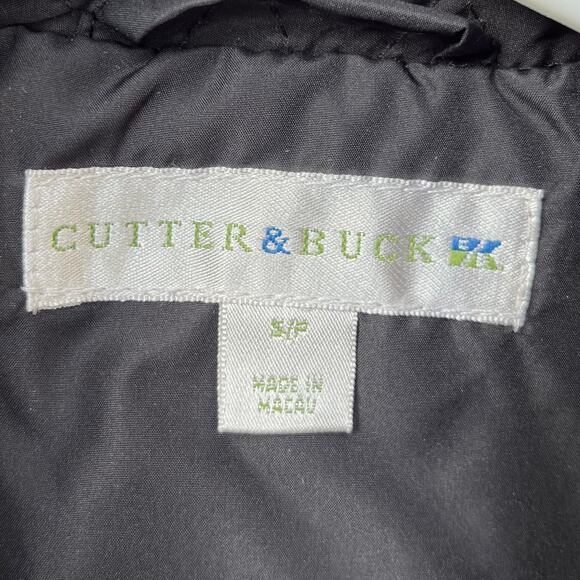 CUTTER & BUCK
S/P
MADE IN
MACAU